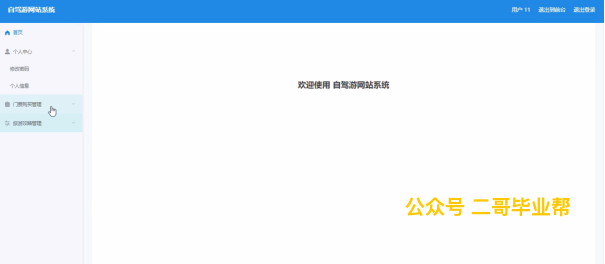 自驾游网站系统
用户 11 退出到前台 退出登录
首页
个人中心
修改密码
个人信息
门票购买管理
旅游攻略管理
欢迎使用 自驾游网站系统
公众号 二哥毕业帮